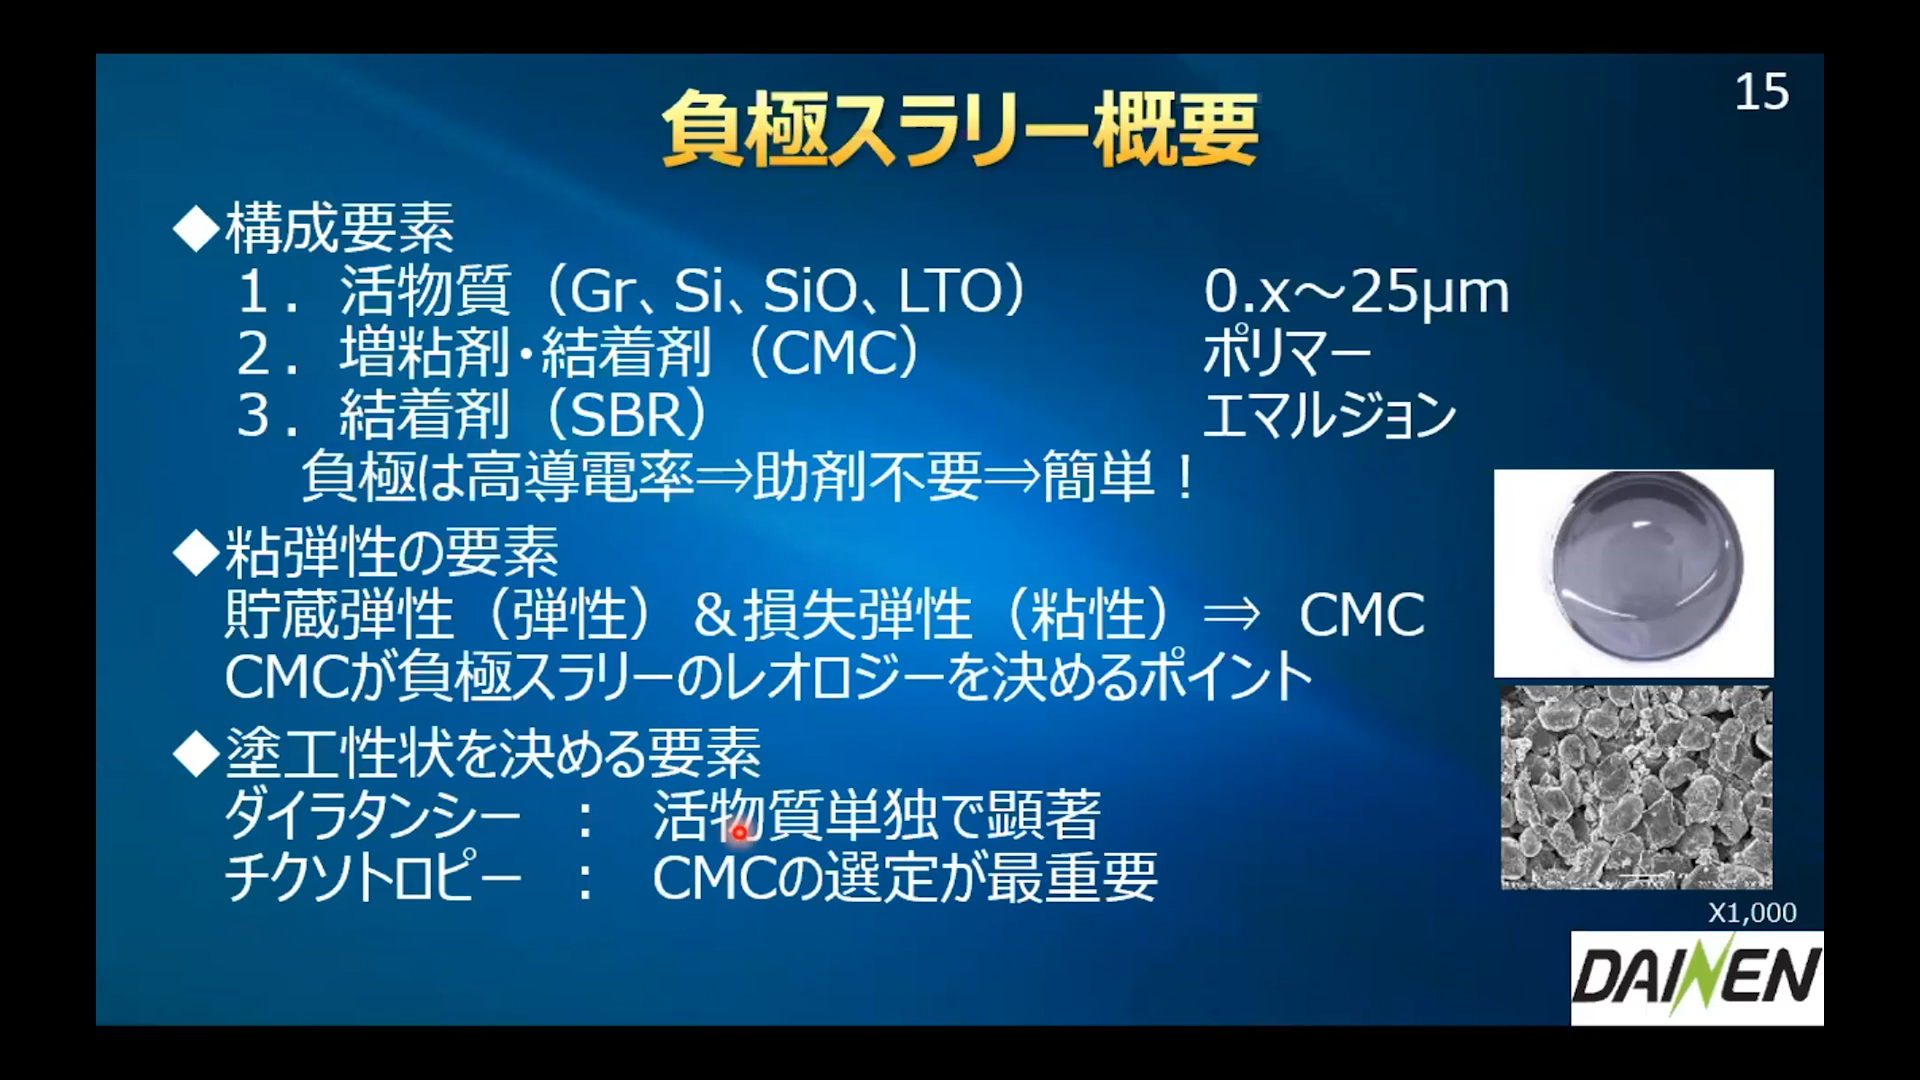 15
負極スラリー概要
◆構成要素
１．活物質（Gr、Si、SiO、LTO） 0.x～25μm
２．増粘剤・結着剤（CMC） ポリマー
３．結着剤（SBR） エマルジョン
負極は高導電率⇒助剤不要⇒簡単！
◆粘弾性の要素
貯蔵弾性（弾性）＆損失弾性（粘性）⇒ CMC
CMCが負極スラリーのレオロジーを決めるポイント
◆塗工性状を決める要素
ダイラタンシー ： 活物質単独で顕著
チクソトロピー ： CMCの選定が最重要
X1,000
DAINEN